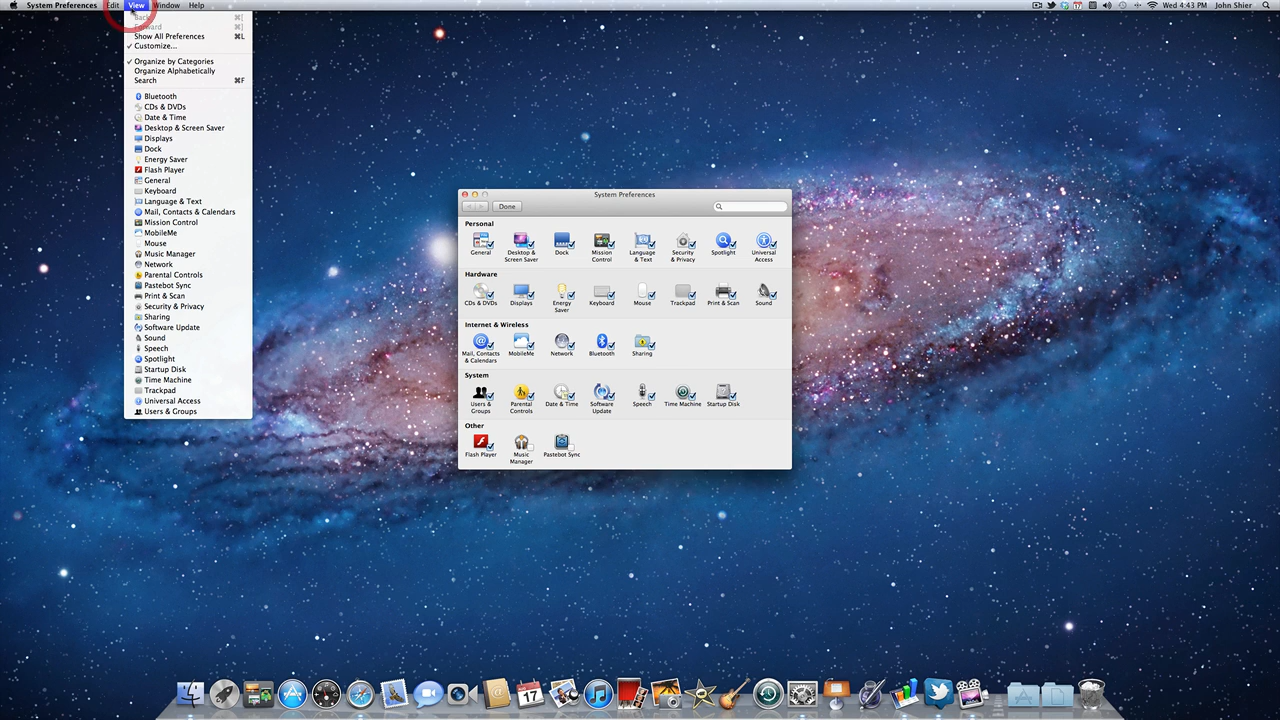 System Preferences Edit View Window Help
Wed 4:43 PM John Shier
Back ⌘[
Forward ⌘]
Show All Preferences ⌘L
✓ Customize...
✓ Organize by Categories
Organize Alphabetically
Search ⌘F
Bluetooth
CDs & DVDs
Date & Time
Desktop & Screen Saver
Displays
Dock
Energy Saver
Flash Player
General
Keyboard
Language & Text
Mail, Contacts & Calendars
Mission Control
MobileMe
Mouse
Music Manager
Network
Parental Controls
Pastebot Sync
Print & Scan
Security & Privacy
Sharing
Software Update
Sound
Speech
Spotlight
Startup Disk
Time Machine
Trackpad
Universal Access
Users & Groups
System Preferences
Done
Personal
General
Desktop & Screen Saver
Dock
Mission Control
Language & Text
Security & Privacy
Spotlight
Universal Access
Hardware
CDs & DVDs
Displays
Energy Saver
Keyboard
Mouse
Trackpad
Print & Scan
Sound
Internet & Wireless
Mail, Contacts & Calendars
MobileMe
Network
Bluetooth
Sharing
System
Users & Groups
Parental Controls
Date & Time
Software Update
Speech
Time Machine
Startup Disk
Other
Flash Player
Music Manager
Pastebot Sync
17